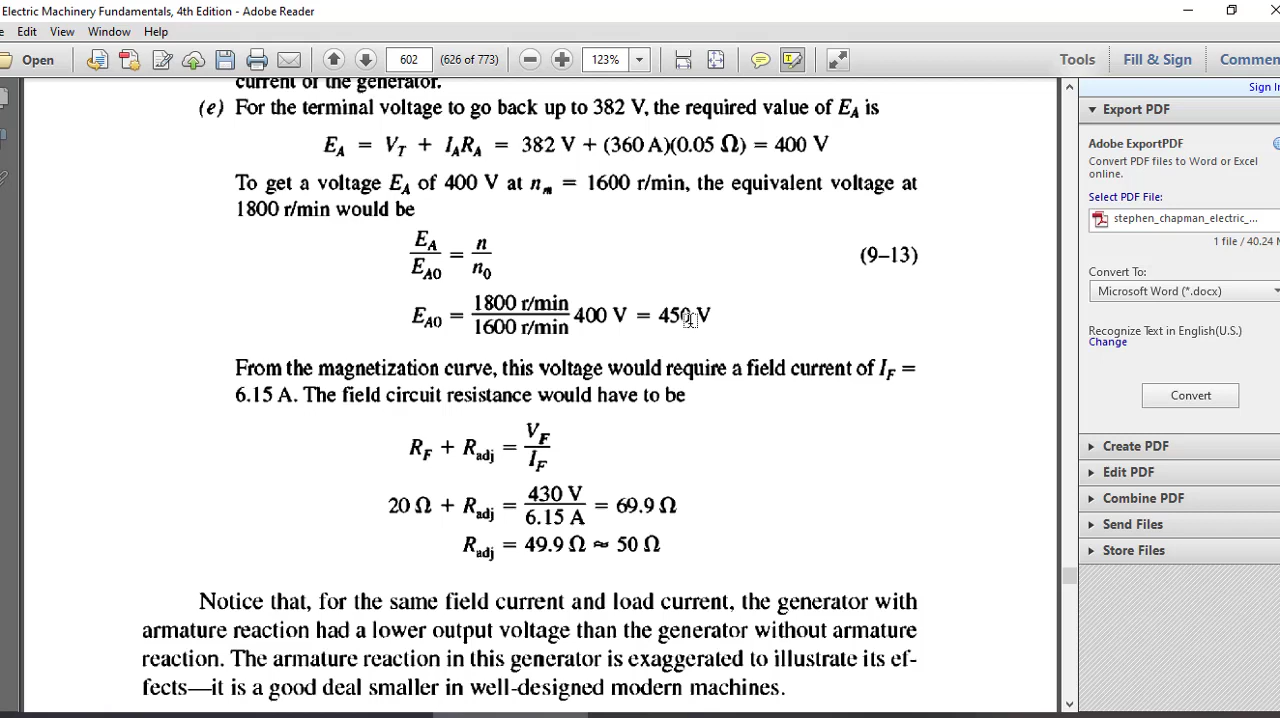 Electric Machinery Fundamentals, 4th Edition - Adobe Reader
Edit View Window Help
Open 602 (626 of 773) 123% Tools Fill & Sign Commen
current of the generator.
(e) For the terminal voltage to go back up to 382 V, the required value of E_A is
E_A = V_T + I_A R_A = 382 V + (360 A)(0.05 Ω) = 400 V
To get a voltage E_A of 400 V at n_m = 1600 r/min, the equivalent voltage at
1800 r/min would be
E_A / E_A0 = n / n_0 (9–13)
E_A0 = 1800 r/min / 1600 r/min 400 V = 450 V
From the magnetization curve, this voltage would require a field current of I_F =
6.15 A. The field circuit resistance would have to be
R_F + R_adj = V_F / I_F
20 Ω + R_adj = 430 V / 6.15 A = 69.9 Ω
R_adj = 49.9 Ω ≈ 50 Ω
Notice that, for the same field current and load current, the generator with
armature reaction had a lower output voltage than the generator without armature
reaction. The armature reaction in this generator is exaggerated to illustrate its ef-
fects—it is a good deal smaller in well-designed modern machines.
Sign In
Export PDF
Adobe ExportPDF
Convert PDF files to Word or Excel
online.
Select PDF File:
stephen_chapman_electric_...
1 file / 40.24 M
Convert To:
Microsoft Word (*.docx)
Recognize Text in English(U.S.)
Change
Convert
Create PDF
Edit PDF
Combine PDF
Send Files
Store Files